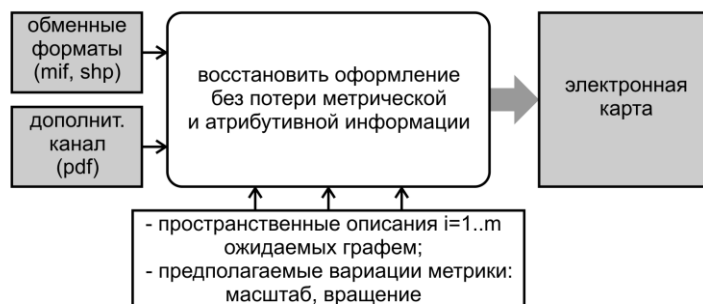 обменные
форматы
(mif, shp)
дополнит.
канал
(pdf)
восстановить оформление
без потери метрической
и атрибутивной информации
электронная
карта
- пространственные описания i=1..m
ожидаемых графем;
- предполагаемые вариации метрики:
масштаб, вращение